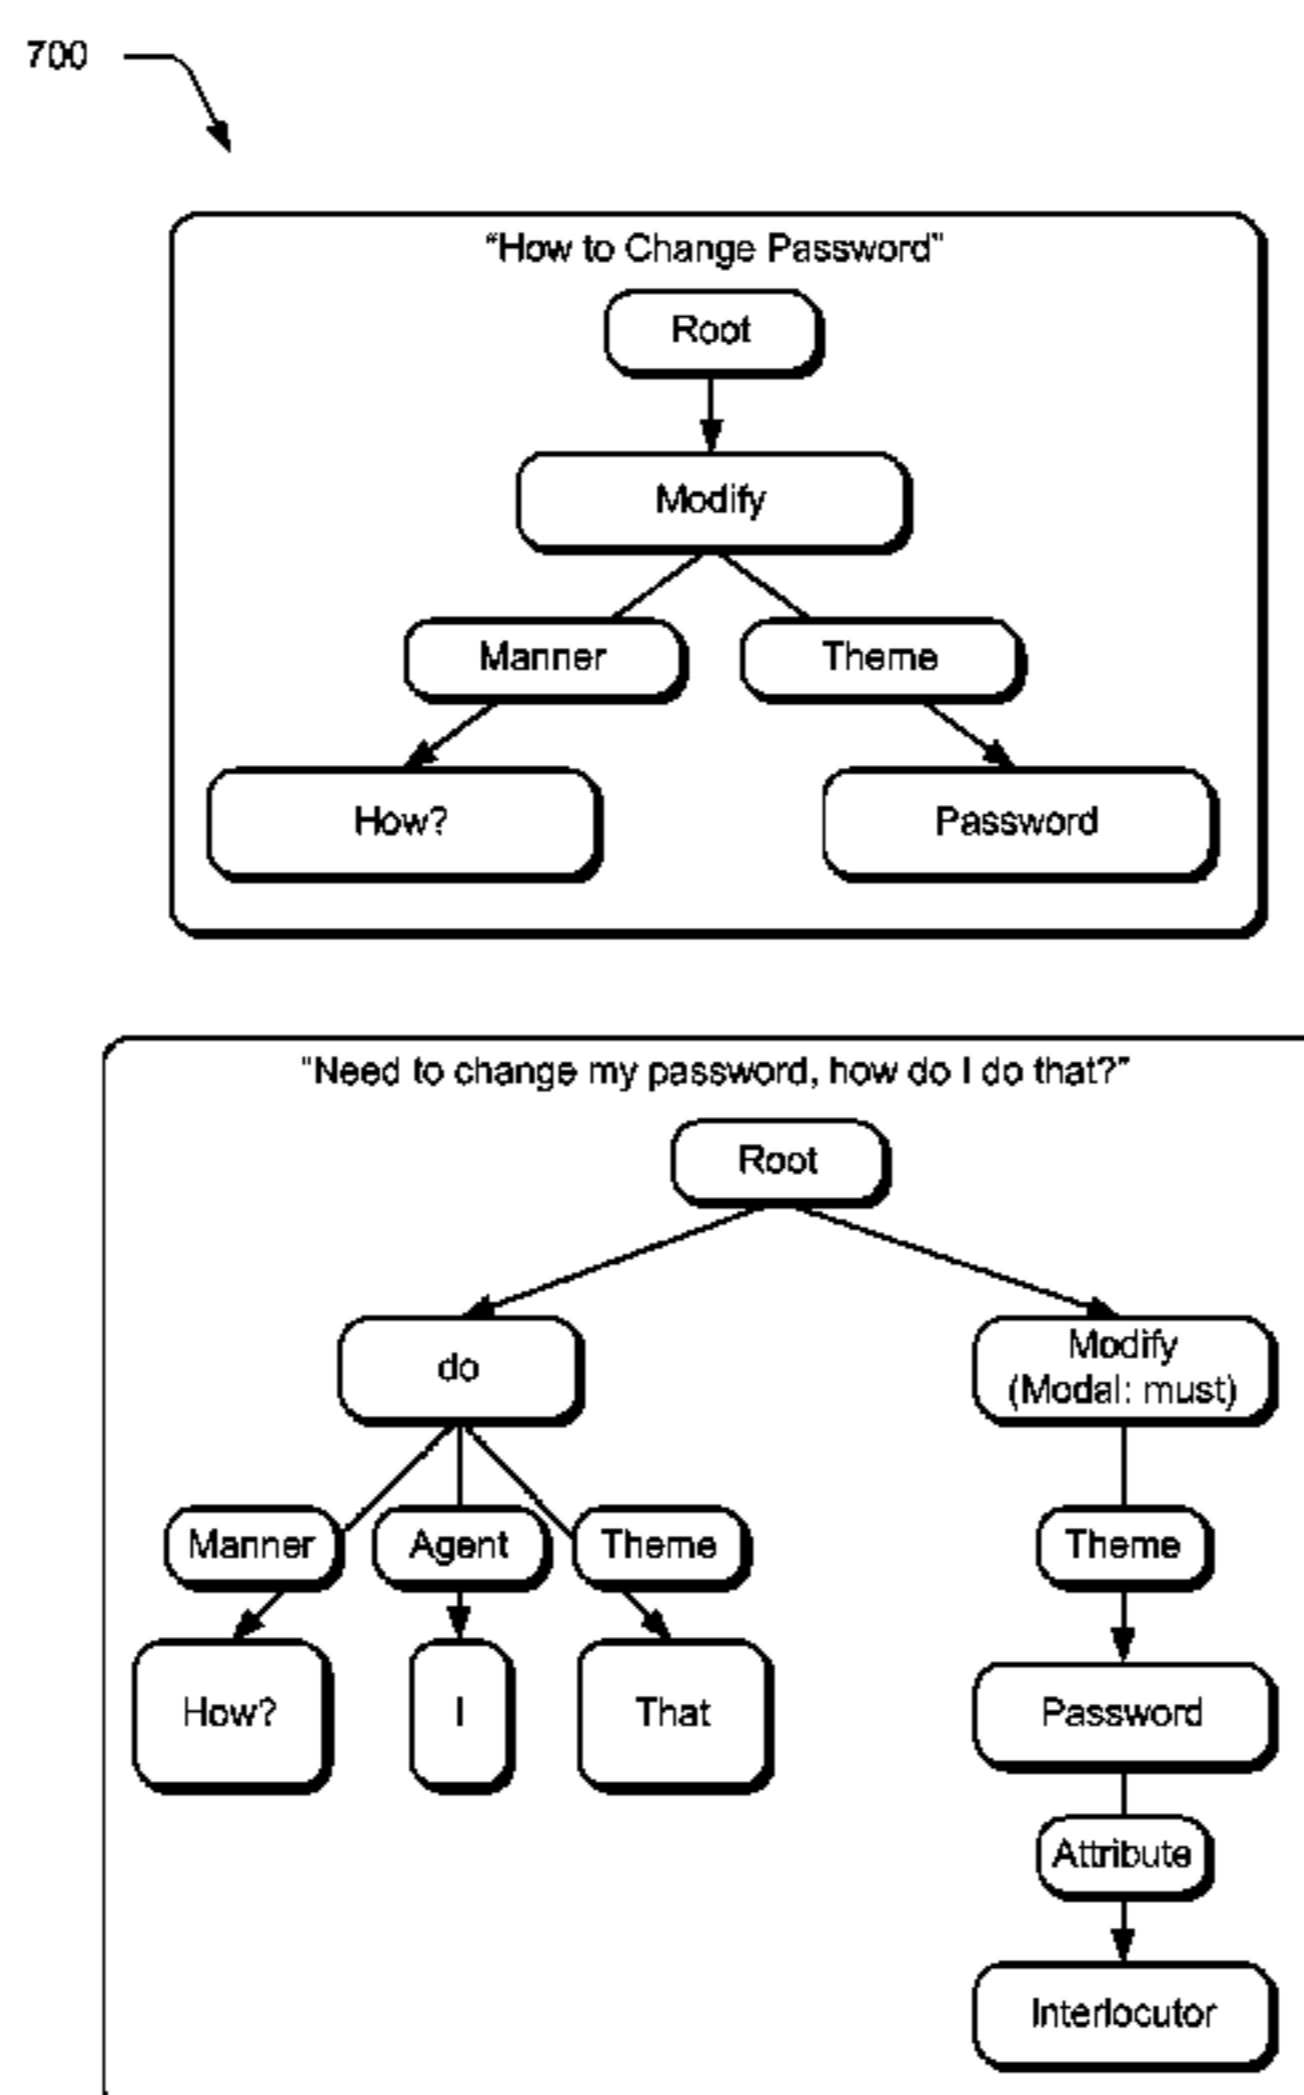 700
“How to Change Password”
Root
Modify
Manner
Theme
How?
Password
"Need to change my password, how do I do that?"
Root
do
Modify
(Modal: must)
Manner
Agent
Theme
Theme
How?
I
That
Password
Attribute
Interlocutor